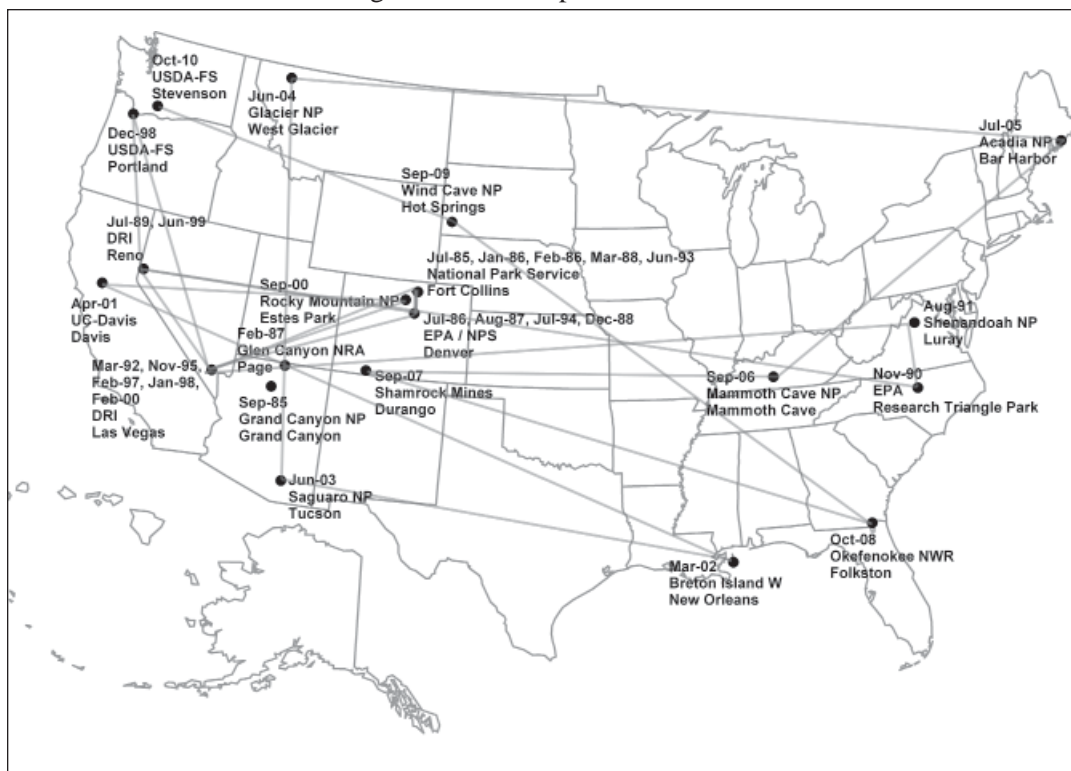 Oct-10
USDA-FS
Stevenson
Jun-04
Glacier NP
West Glacier
Dec-98
USDA-FS
Portland
Jul-05
Acadia NP
Bar Harbor
Sep-09
Wind Cave NP
Hot Springs
Jul-89, Jun-99
DRI
Reno
Jul-85, Jan-86, Feb-86, Mar-88, Jun-93
National Park Service
Fort Collins
Sep-00
Rocky Mountain NP
Estes Park
Apr-01
UC-Davis
Davis
Jul-86, Aug-87, Jul-94, Dec-88
EPA / NPS
Denver
Aug-91
Shenandoah NP
Luray
Feb-87
Glen Canyon NRA
Page
Mar-92, Nov-95,
Feb-97, Jan-98,
Feb-00
DRI
Las Vegas
Sep-85
Grand Canyon NP
Grand Canyon
Sep-07
Shamrock Mines
Durango
Sep-06
Mammoth Cave NP
Mammoth Cave
Nov-90
EPA
Research Triangle Park
Jun-03
Saguaro NP
Tucson
Mar-02
Breton Island W
New Orleans
Oct-08
Okefenokee NWR
Folkston